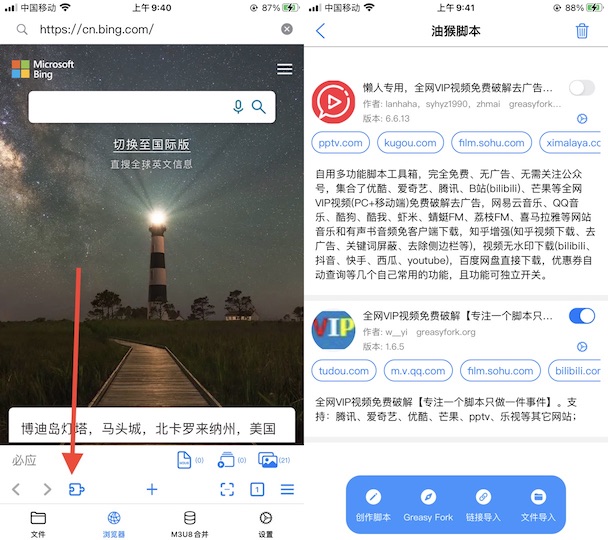 中国移动
上午9:40
87%
https://cn.bing.com/
Microsoft
Bing
切换至国际版
直搜全球英文信息
博迪岛灯塔，马头城，北卡罗来纳州，美国
必应
(0)
(0)
(21)
1
文件
浏览器
M3U8合并
设置
中国移动
上午9:41
88%
油猴脚本
懒人专用，全网VIP视频免费破解去广告...
作者: lanhaha，syhyz1990，zhmai greasyfork...
版本: 6.6.13
pptv.com
kugou.com
film.sohu.com
ximalaya.cc
自用多功能脚本工具箱，完全免费、无广告、无需关注公众
号，集合了优酷、爱奇艺、腾讯、B站(bilibili)、芒果等全网
VIP视频(PC+移动端)免费破解去广告，网易云音乐、QQ音
乐、酷狗、酷我、虾米、蜻蜓FM、荔枝FM、喜马拉雅等网站
音乐和有声书音频免客户端下载，知乎增强(知乎视频下载、去
广告、关键词屏蔽、去除侧边栏等)，视频无水印下载(bilibili、
抖音、快手、西瓜、youtube)，百度网盘直接下载，优惠券自
动查询等几个自己常用的功能，且功能可独立开关。
VIP
全网VIP视频免费破解【专注一个脚本只...
作者: w__yi greasyfork.org
版本: 1.6.5
tudou.com
m.v.qq.com
film.sohu.com
bilibili.com
全网VIP视频免费破解【专注一个脚本只做一件事件】。支
持：腾讯、爱奇艺、优酷、芒果、pptv、乐视等其它网站；
创作脚本
Greasy Fork
链接导入
文件导入